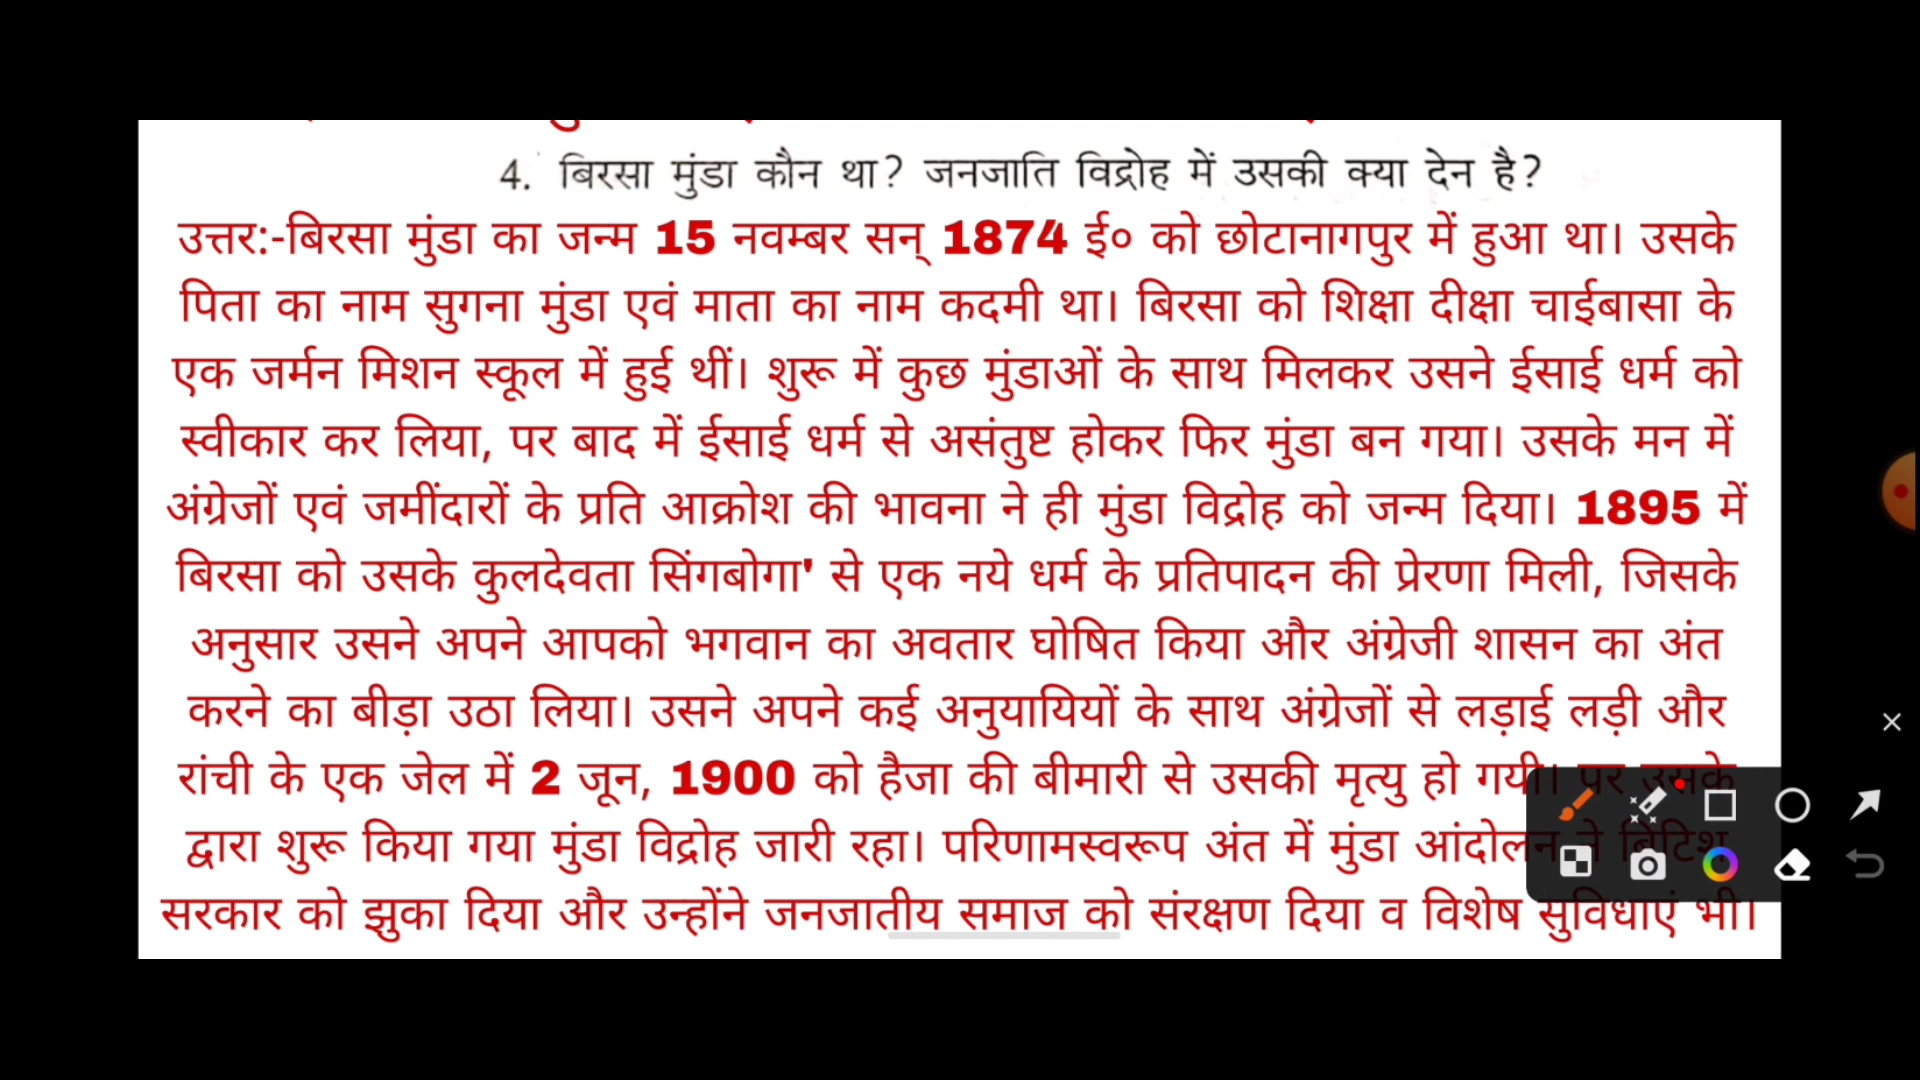 4. बिरसा मुंडा कौन था? जनजाति विद्रोह में उसकी क्या देन है?
उत्तर:-बिरसा मुंडा का जन्म 15 नवम्बर सन् 1874 ई० को छोटानागपुर में हुआ था। उसके
पिता का नाम सुगना मुंडा एवं माता का नाम कदमी था। बिरसा को शिक्षा दीक्षा चाईबासा के
एक जर्मन मिशन स्कूल में हुई थीं। शुरू में कुछ मुंडाओं के साथ मिलकर उसने ईसाई धर्म को
स्वीकार कर लिया, पर बाद में ईसाई धर्म से असंतुष्ट होकर फिर मुंडा बन गया। उसके मन में
अंग्रेजों एवं जमींदारों के प्रति आक्रोश की भावना ने ही मुंडा विद्रोह को जन्म दिया। 1895 में
बिरसा को उसके कुलदेवता सिंगबोगा' से एक नये धर्म के प्रतिपादन की प्रेरणा मिली, जिसके
अनुसार उसने अपने आपको भगवान का अवतार घोषित किया और अंग्रेजी शासन का अंत
करने का बीड़ा उठा लिया। उसने अपने कई अनुयायियों के साथ अंग्रेजों से लड़ाई लड़ी और
रांची के एक जेल में 2 जून, 1900 को हैजा की बीमारी से उसकी मृत्यु हो गयी। पर उसके
द्वारा शुरू किया गया मुंडा विद्रोह जारी रहा। परिणामस्वरूप अंत में मुंडा आंदोलन ने ब्रिटिश
सरकार को झुका दिया और उन्होंने जनजातीय समाज को संरक्षण दिया व विशेष सुविधाएं भी।